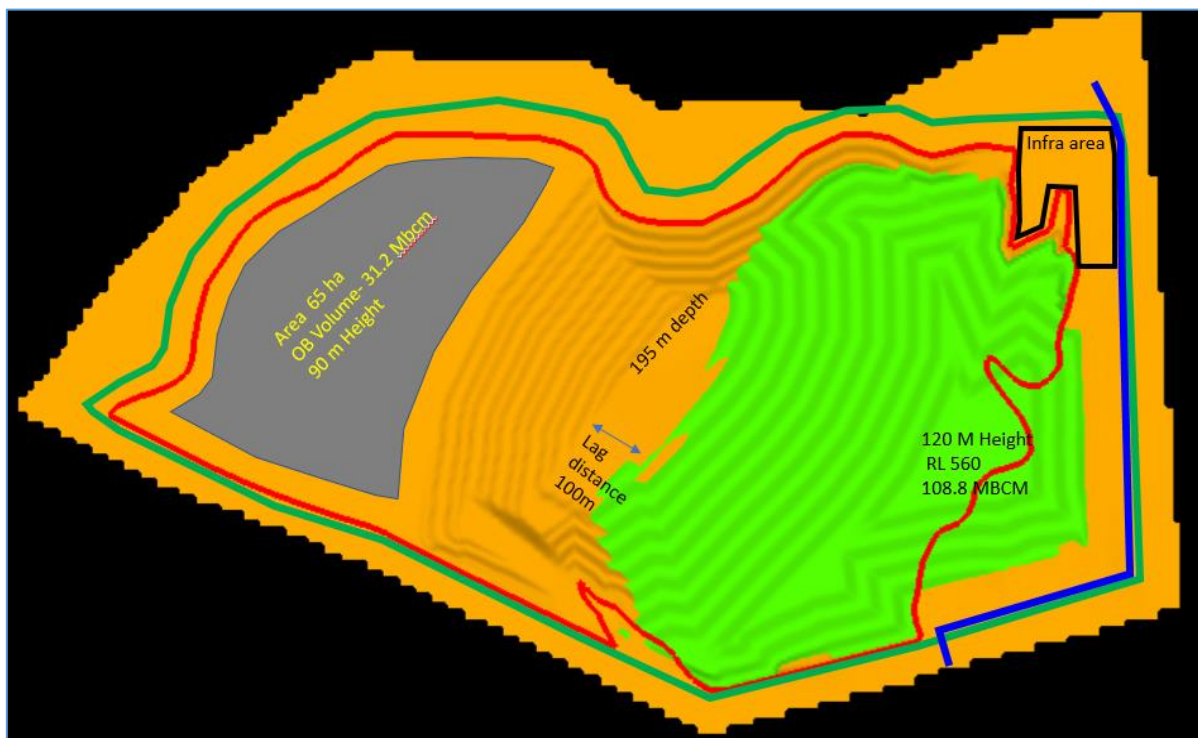 Infra area
Area  65 ha
OB Volume- 31.2 Mbcm
90 m Height
195 m depth
Lag
distance
100m
120 M Height
RL 560
108.8 MBCM